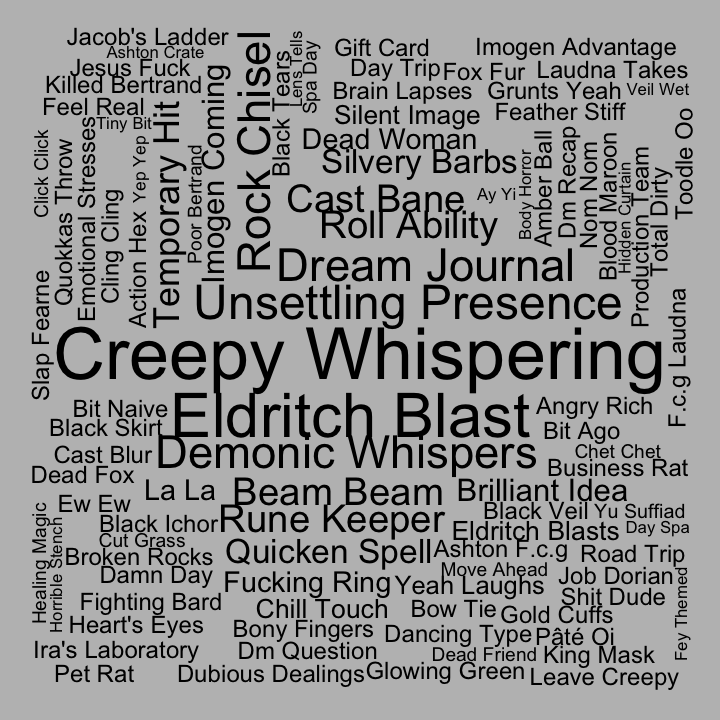 Jacob's Ladder
Ashton Crate
Jesus Fuck
Killed Bertrand
Feel Real
Tiny Bit
Rock Chisel
Black Tears
Lens Tells
Spa Day
Gift Card
Imogen Advantage
Day Trip
Fox Fur
Laudna Takes
Brain Lapses
Grunts Yeah
Veil Wet
Silent Image
Feather Stiff
Dead Woman
Silvery Barbs
Cast Bane
Ay Yi
Roll Ability
Click Click
Quokkas Throw
Emotional Stresses
Cling Cling
Yep Yep
Action Hex
Temporary Hit
Poor Bertrand
Imogen Coming
Body Horror
Amber Ball
Dm Recap
Nom Nom
Blood Maroon
Hidden Curtain
Production Team
Total Dirty
Toodle Oo
Dream Journal
Unsettling Presence
Slap Fearne
Creepy Whispering
F.c.g Laudna
Bit Naive
Eldritch Blast
Angry Rich
Black Skirt
Bit Ago
Cast Blur
Demonic Whispers
Chet Chet
Business Rat
Dead Fox
La La
Beam Beam
Brilliant Idea
Ew Ew
Black Ichor
Rune Keeper
Black Veil
Yu Suffiad
Eldritch Blasts
Day Spa
Healing Magic
Horrible Stench
Cut Grass
Broken Rocks
Quicken Spell
Ashton F.c.g
Road Trip
Damn Day
Fucking Ring
Yeah Laughs
Move Ahead
Job Dorian
Fighting Bard
Chill Touch
Bow Tie
Shit Dude
Gold Cuffs
Fey Themed
Heart's Eyes
Bony Fingers
Dancing Type
Pâté Oi
Ira's Laboratory
Dm Question
Dead Friend
King Mask
Pet Rat
Dubious Dealings
Glowing Green
Leave Creepy